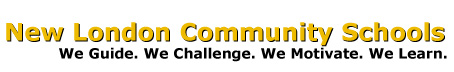 New London Community Schools
We Guide. We Challenge. We Motivate. We Learn.